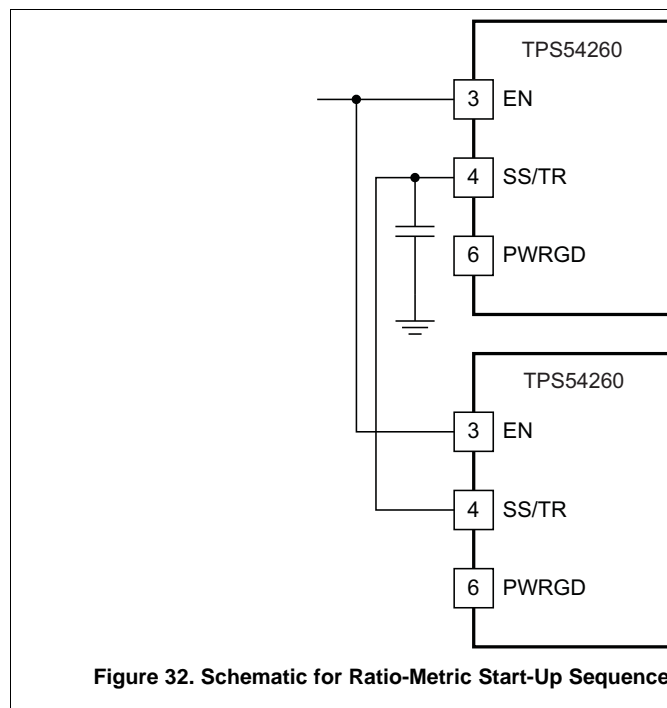 TPS54260
3 EN
4 SS/TR
6 PWRGD
TPS54260
3 EN
4 SS/TR
6 PWRGD
Figure 32. Schematic for Ratio-Metric Start-Up Sequence